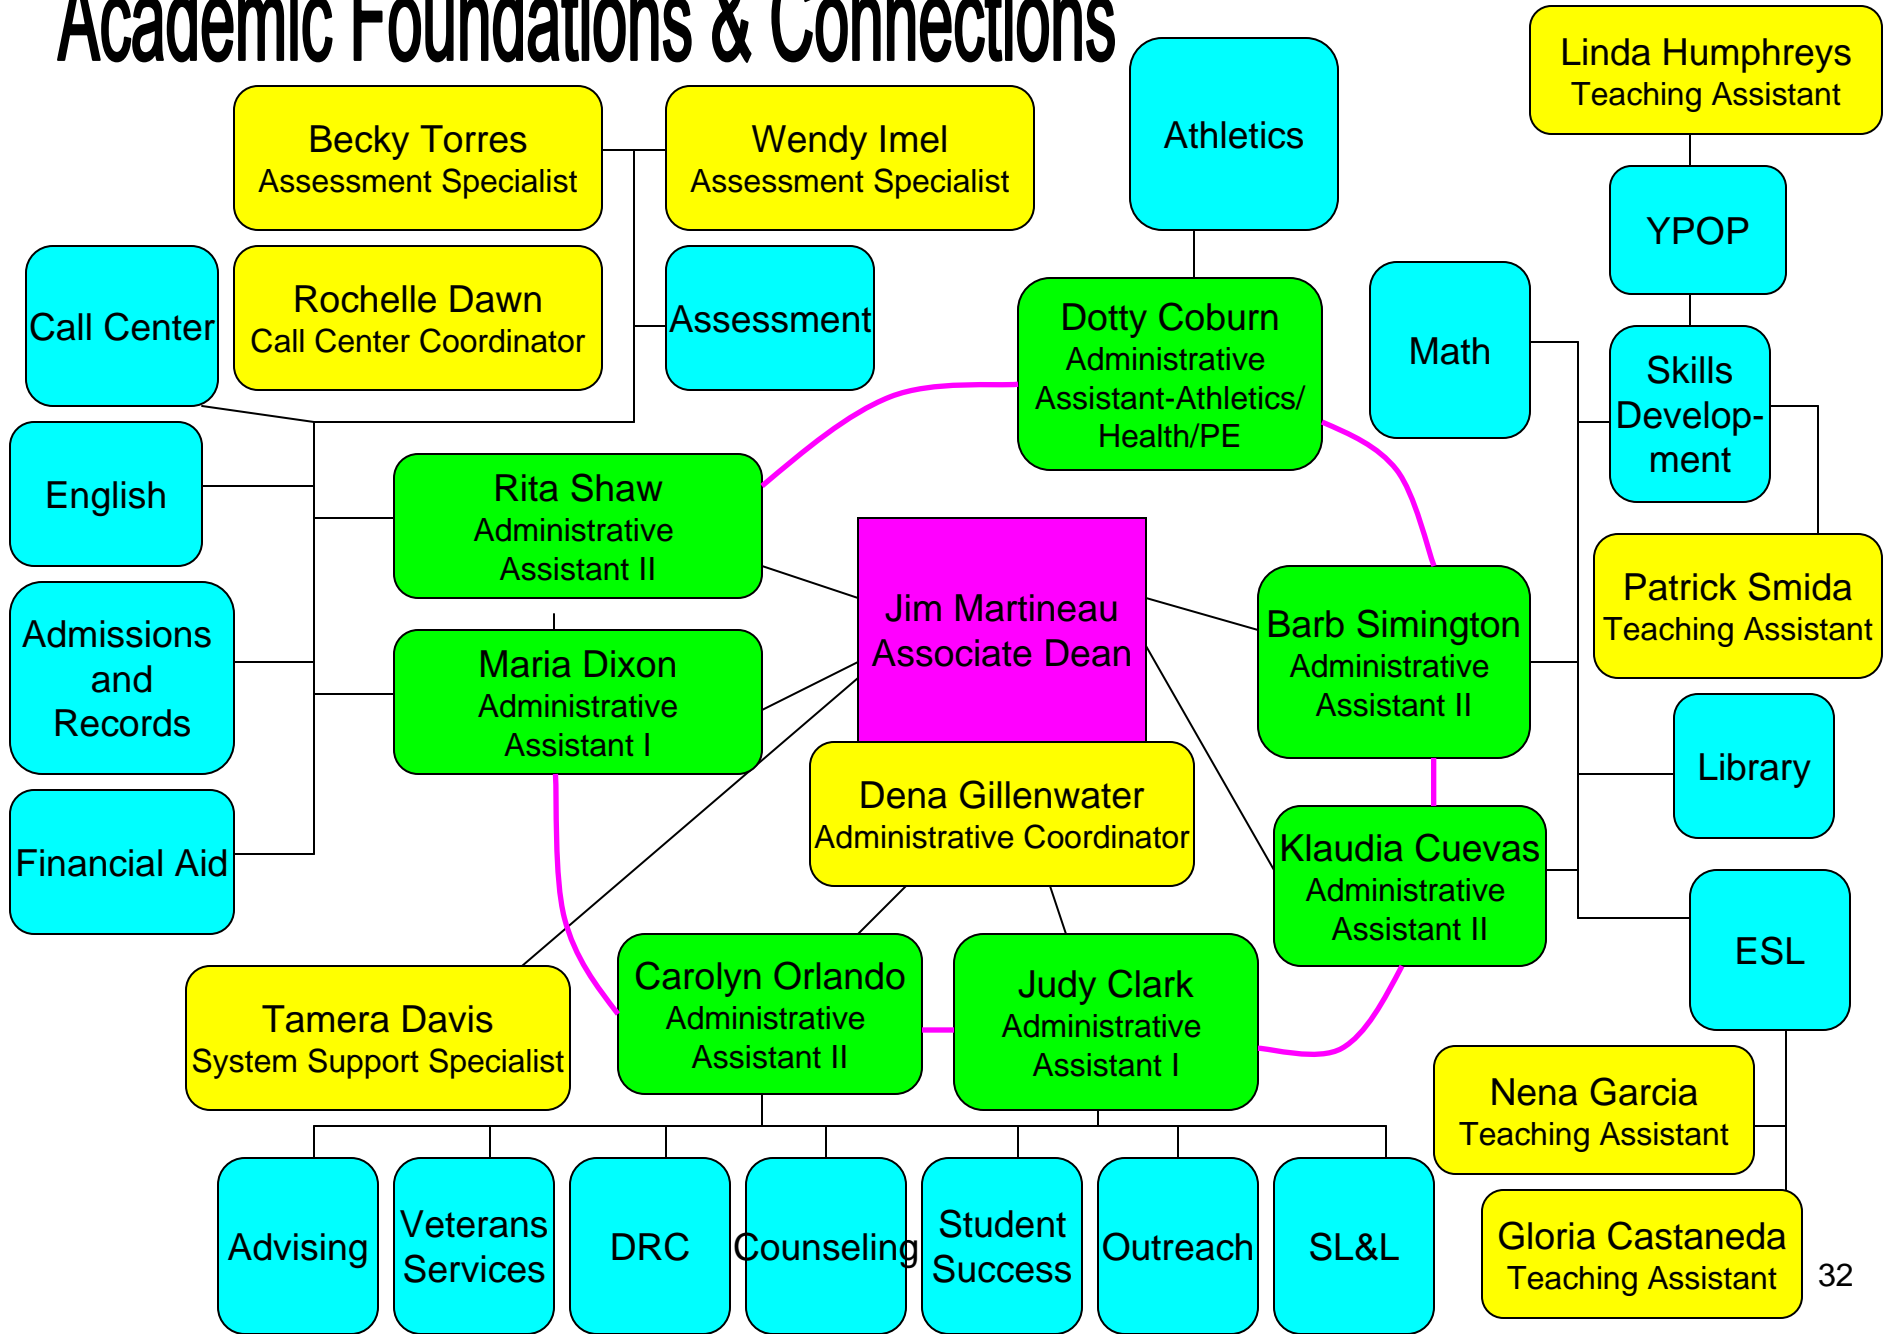 Academic Foundations & Connections
Linda Humphreys
Teaching Assistant
Becky Torres
Assessment Specialist
Wendy Imel
Assessment Specialist
Athletics
YPOP
Call Center
Rochelle Dawn
Call Center Coordinator
Assessment
Dotty Coburn
Administrative
Assistant-Athletics/
Health/PE
Math
Skills
Develop-
ment
English
Rita Shaw
Administrative
Assistant II
Jim Martineau
Associate Dean
Barb Simington
Administrative
Assistant II
Patrick Smida
Teaching Assistant
Admissions
and
Records
Maria Dixon
Administrative
Assistant I
Library
Dena Gillenwater
Administrative Coordinator
Klaudia Cuevas
Administrative
Assistant II
Financial Aid
ESL
Tamera Davis
System Support Specialist
Carolyn Orlando
Administrative
Assistant II
Judy Clark
Administrative
Assistant I
Nena Garcia
Teaching Assistant
Advising
Veterans
Services
DRC
Counseling
Student
Success
Outreach
SL&L
Gloria Castaneda
Teaching Assistant
32